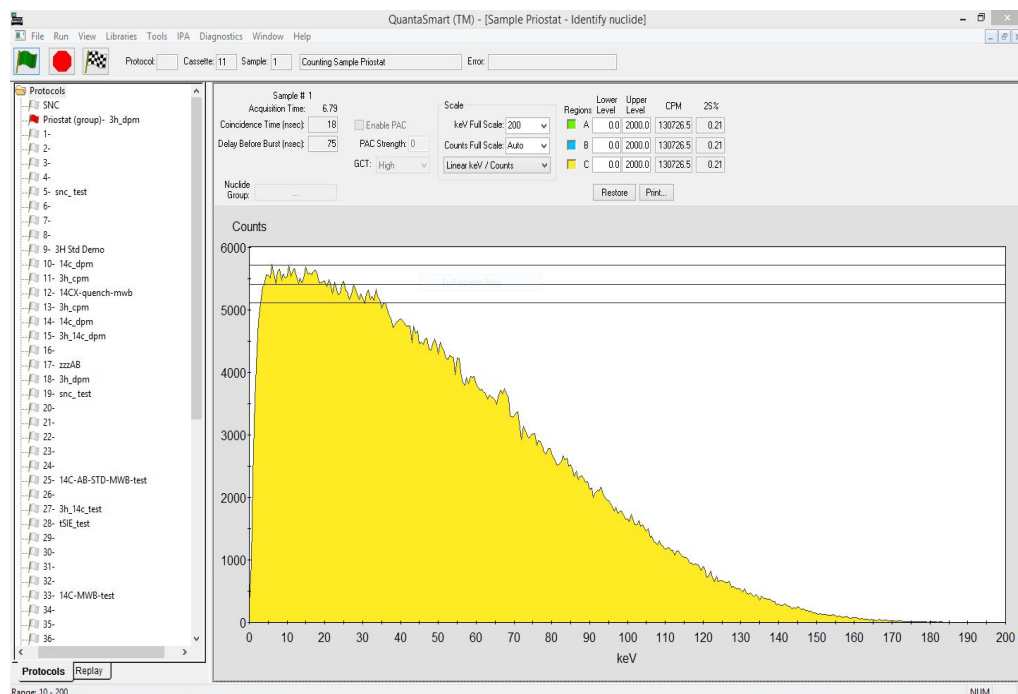 QuantaSmart (TM) - [Sample Priostat - Identify nuclide]
File Run View Libraries Tools IPA Diagnostics Window Help
Protocol: Cassette: 11 Sample: 1 Counting Sample Priostat Error:
Protocols
SNC
Priostat (group)- 3h_dpm
1-
2-
3-
4-
5- snc_test
6-
7-
8-
9- 3H Std Demo
10- 14c_dpm
11- 3h_cpm
12- 14CX-quench-mwb
13- 3h_cpm
14- 14c_dpm
15- 3h_14c_dpm
16-
17- zzzAB
18- 3h_dpm
19- snc_test
20-
21-
22-
23-
24-
25- 14C-AB-STD-MWB-test
26-
27- 3h_14c_test
28- tSIE_test
29-
30-
31-
32-
33- 14C-MWB-test
34-
35-
36-
Protocols Replay
Sample # 1
Acquisition Time: 6.79
Coincidence Time (nsec): 18
Delay Before Burst (nsec): 75
Enable PAC
PAC Strength: 0
GCT: High
Nuclide
Group: ...
Scale
keV Full Scale: 200
Counts Full Scale: Auto
Linear keV / Counts
Regions Lower Level Upper Level CPM 2S%
A 0.0 2000.0 130726.5 0.21
B 0.0 2000.0 130726.5 0.21
C 0.0 2000.0 130726.5 0.21
Restore Print...
Counts
6000
5000
4000
3000
2000
1000
0
0 10 20 30 40 50 60 70 80 90 100 110 120 130 140 150 160 170 180 190 200
keV
Range: 10 - 200
NUM